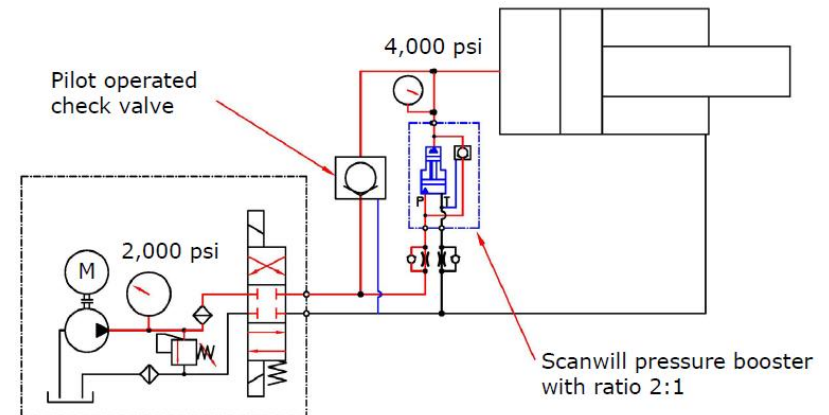 4,000 psi
Pilot operated
check valve
2,000 psi
M
P T
Scanwill pressure booster
with ratio 2:1